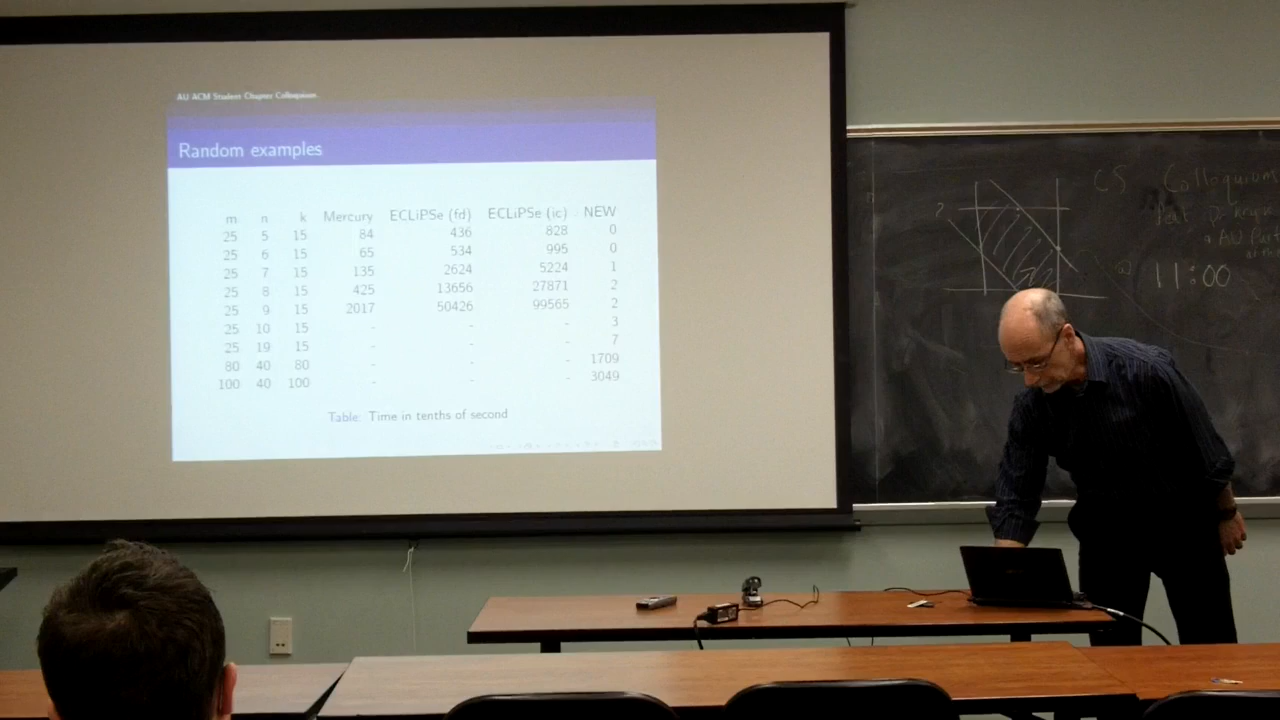 AU ACM Student Chapter Colloquium
Random examples
m n k Mercury ECLiPSe (fd) ECLiPSe (ic) NEW
25 5 15 84 436 828 0
25 6 15 65 534 995 0
25 7 15 135 2624 5224 1
25 8 15 425 13656 27871 2
25 9 15 2017 50426 99565 2
25 10 15 - - - 3
25 19 15 - - - 7
80 40 80 - - - 1709
100 40 100 - - - 3049
Table: Time in tenths of second
CS Colloquium
?
AU
11:00